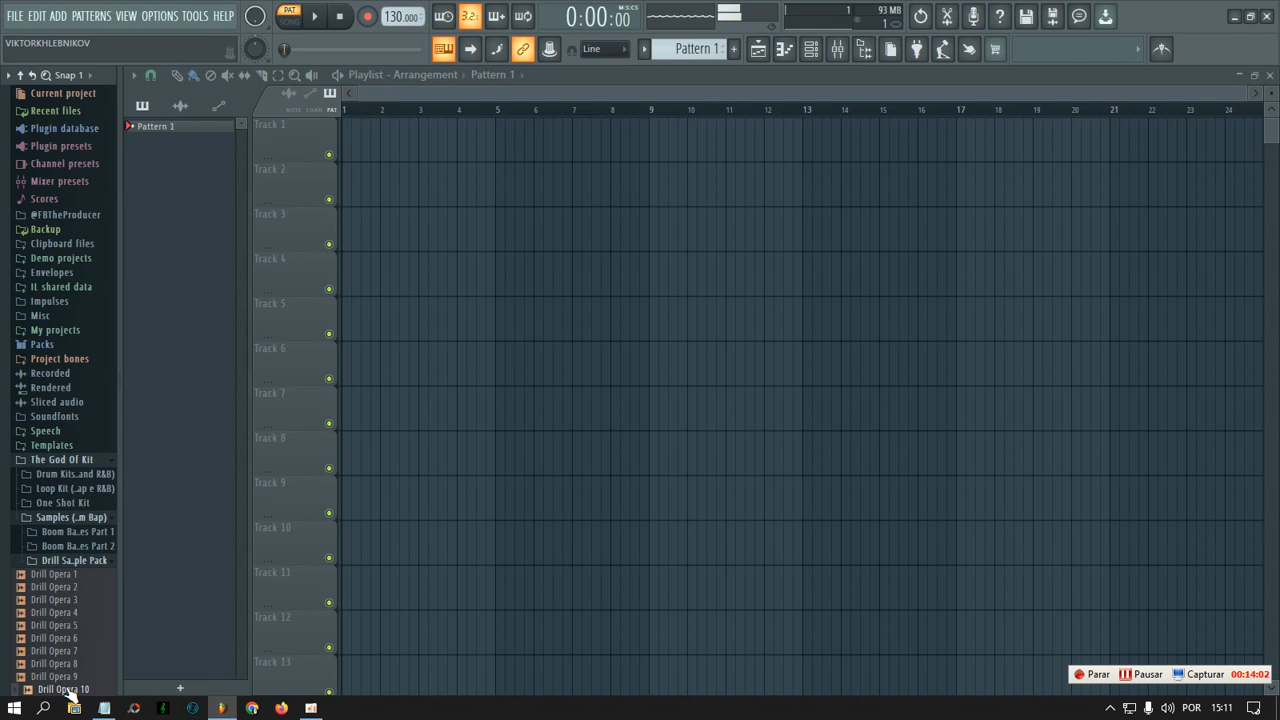 FILE EDIT ADD PATTERNS VIEW OPTIONS TOOLS HELP
PAT
SONG
130.000
3.2
0:00:00
M:S:CS
1
93 MB
1
VIKTORKHLEBNIKOV
Line
Pattern 1
Snap 1
Playlist - Arrangement
Pattern 1
Current project
Recent files
Plugin database
Plugin presets
Channel presets
Mixer presets
Scores
@FBTheProducer
Backup
Clipboard files
Demo projects
Envelopes
IL shared data
Impulses
Misc
My projects
Packs
Project bones
Recorded
Rendered
Sliced audio
Soundfonts
Speech
Templates
The God Of Kit
Drum Kits..and R&B)
Loop Kit (..ap e R&B)
One Shot Kit
Samples (..m Bap)
Boom Ba..es Part 1
Boom Ba..es Part 2
Drill Sa..ple Pack
Drill Opera 1
Drill Opera 2
Drill Opera 3
Drill Opera 4
Drill Opera 5
Drill Opera 6
Drill Opera 7
Drill Opera 8
Drill Opera 9
Drill Opera 10
Pattern 1
NOTE CHAN PAT
1 2 3 4 5 6 7 8 9 10 11 12 13 14 15 16 17 18 19 20 21 22 23 24
Track 1
Track 2
Track 3
Track 4
Track 5
Track 6
Track 7
Track 8
Track 9
Track 10
Track 11
Track 12
Track 13
Parar
Pausar
Capturar
00:14:02
POR
15:11